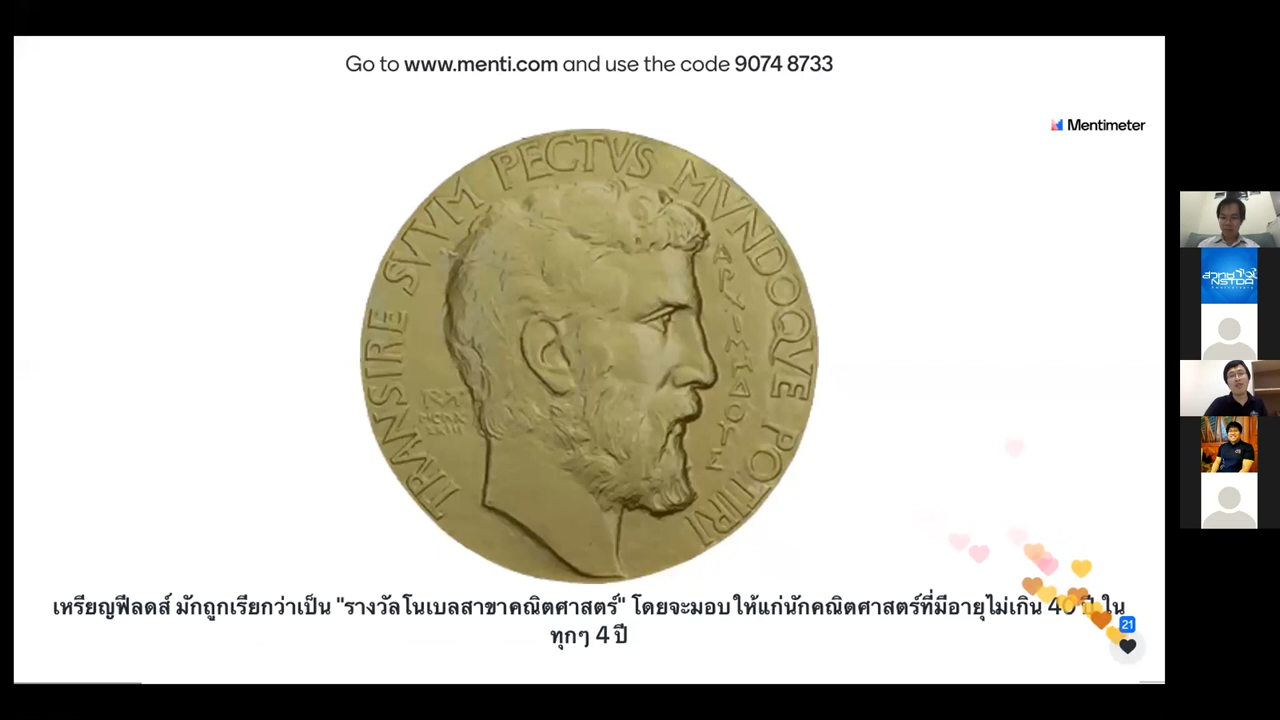 Go to www.menti.com and use the code 9074 8733
Mentimeter
TRANSIRE SVVM PECTVS MVNDOQVE POTIRI
เหรียญฟีลดส์ มักถูกเรียกว่าเป็น "รางวัลโนเบลสาขาคณิตศาสตร์" โดยจะมอบให้แก่นักคณิตศาสตร์ที่มีอายุไม่เกิน 40 ปี ใน
ทุกๆ 4 ปี
21
สวทช
NSTDA